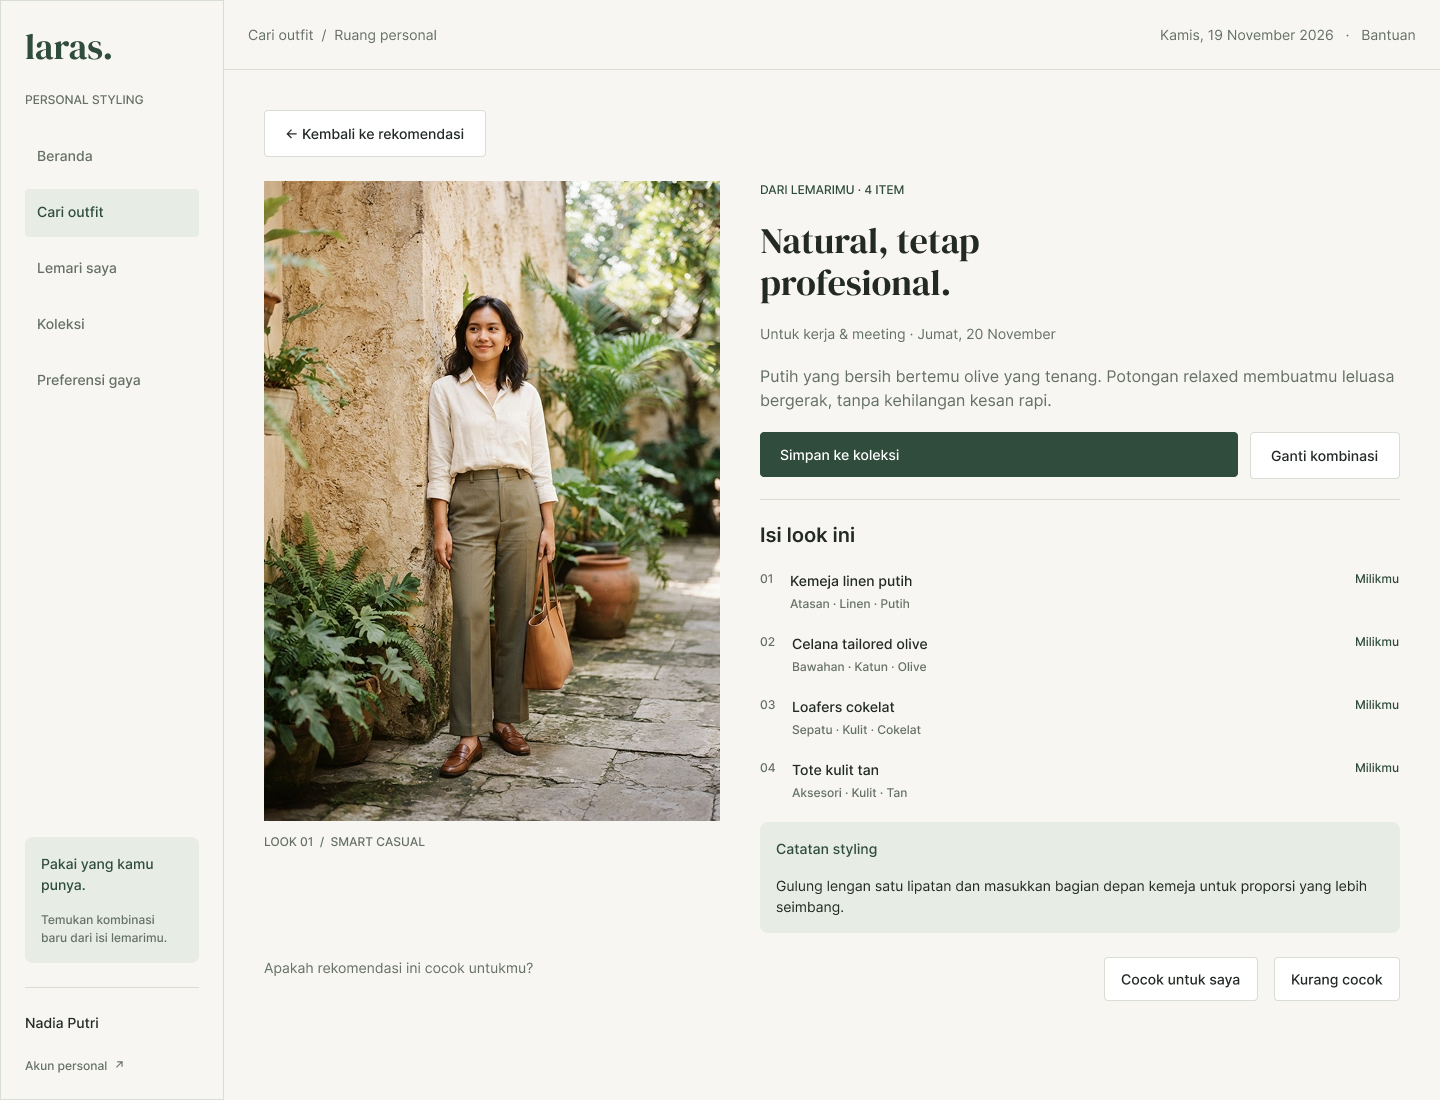 laras.
PERSONAL STYLING
Beranda
Cari outfit
Lemari saya
Koleksi
Preferensi gaya
Pakai yang kamu
punya.
Temukan kombinasi
baru dari isi lemarimu.
Nadia Putri
Akun personal ↗
Cari outfit / Ruang personal
Kamis, 19 November 2026 · Bantuan
← Kembali ke rekomendasi
LOOK 01 / SMART CASUAL
DARI LEMARIMU · 4 ITEM
Natural, tetap
profesional.
Untuk kerja & meeting · Jumat, 20 November
Putih yang bersih bertemu olive yang tenang. Potongan relaxed membuatmu leluasa
bergerak, tanpa kehilangan kesan rapi.
Simpan ke koleksi
Ganti kombinasi
Isi look ini
01 Kemeja linen putih Milikmu
Atasan · Linen · Putih
02 Celana tailored olive Milikmu
Bawahan · Katun · Olive
03 Loafers cokelat Milikmu
Sepatu · Kulit · Cokelat
04 Tote kulit tan Milikmu
Aksesori · Kulit · Tan
Catatan styling
Gulung lengan satu lipatan dan masukkan bagian depan kemeja untuk proporsi yang lebih
seimbang.
Apakah rekomendasi ini cocok untukmu?
Cocok untuk saya
Kurang cocok